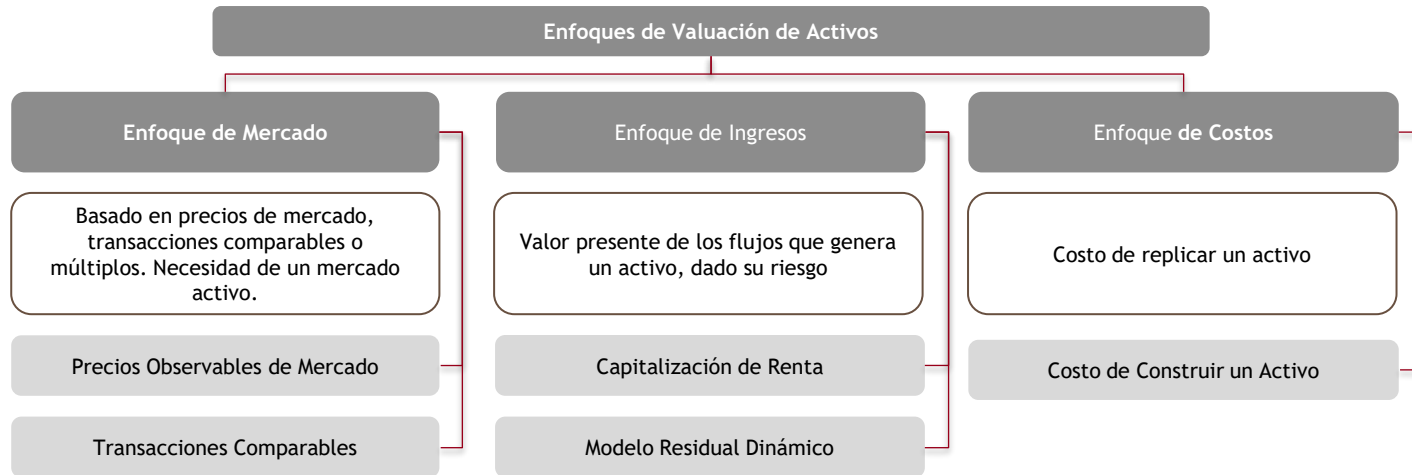 Enfoques de Valuación de Activos
Enfoque de Mercado
Enfoque de Ingresos
Enfoque de Costos
Basado en precios de mercado,
transacciones comparables o
múltiplos. Necesidad de un mercado
activo.
Valor presente de los flujos que genera
un activo, dado su riesgo
Costo de replicar un activo
Precios Observables de Mercado
Capitalización de Renta
Costo de Construir un Activo
Transacciones Comparables
Modelo Residual Dinámico